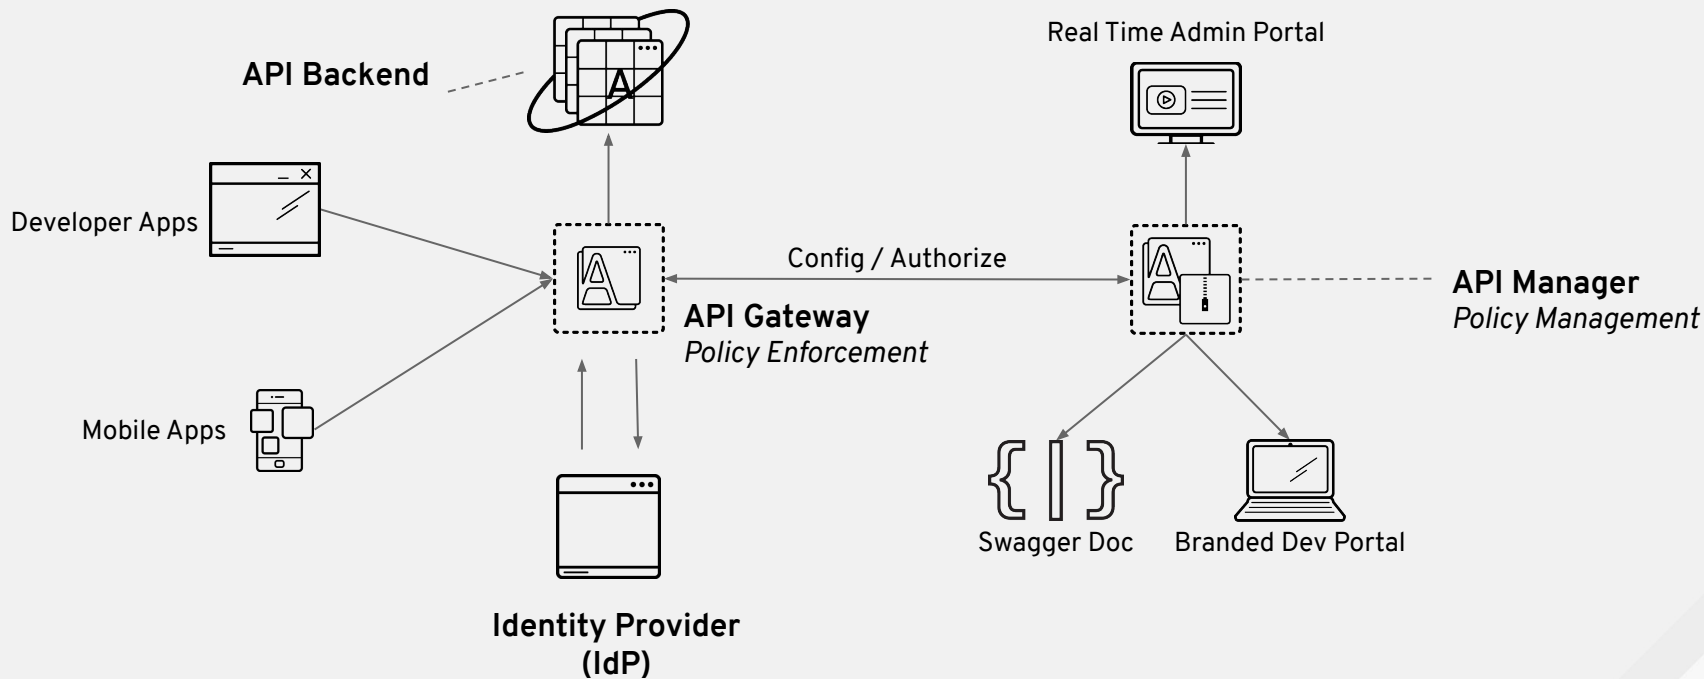 Real Time Admin Portal
API Backend
A
Developer Apps
Config / Authorize
API Manager
Policy Management
API Gateway
Policy Enforcement
Mobile Apps
Swagger Doc
Branded Dev Portal
Identity Provider
(IdP)